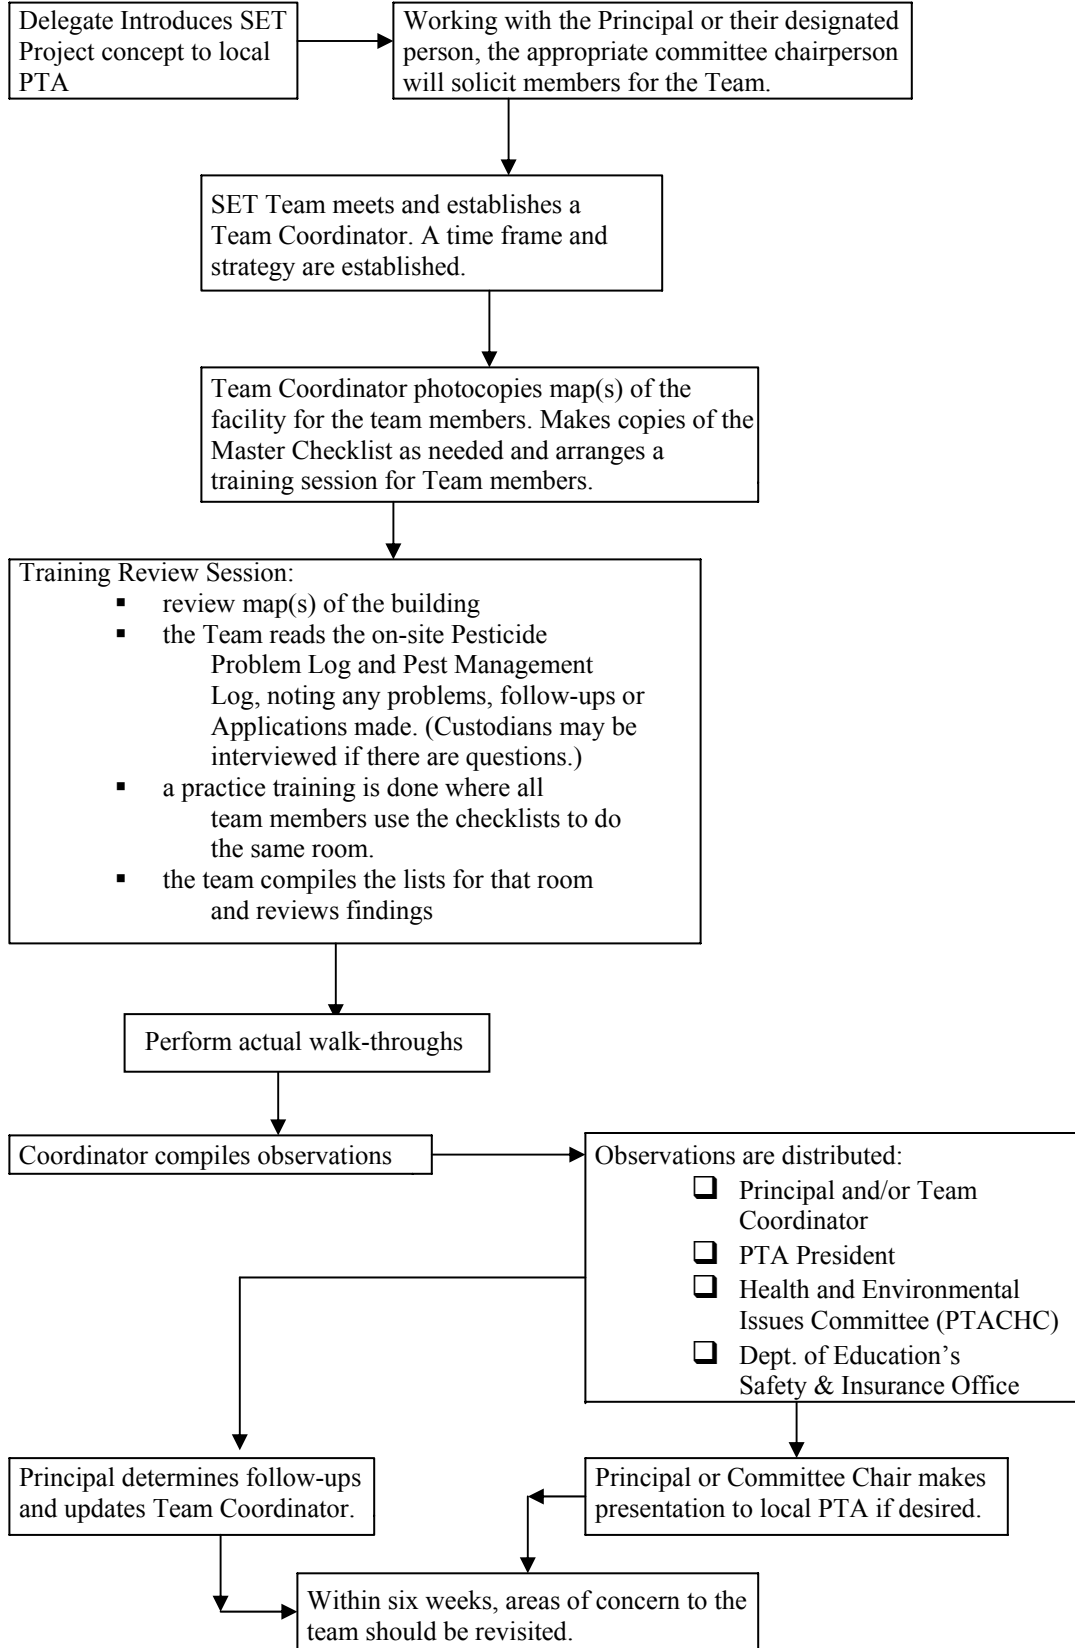 Delegate Introduces SET
Project concept to local
PTA
Working with the Principal or their designated
person, the appropriate committee chairperson
will solicit members for the Team.
SET Team meets and establishes a
Team Coordinator. A time frame and
strategy are established.
Team Coordinator photocopies map(s) of the
facility for the team members. Makes copies of the
Master Checklist as needed and arranges a
training session for Team members.
Training Review Session:
▪ review map(s) of the building
▪ the Team reads the on-site Pesticide
Problem Log and Pest Management
Log, noting any problems, follow-ups or
Applications made. (Custodians may be
interviewed if there are questions.)
▪ a practice training is done where all
team members use the checklists to do
the same room.
▪ the team compiles the lists for that room
and reviews findings
Perform actual walk-throughs
Coordinator compiles observations
Observations are distributed:
❑ Principal and/or Team
Coordinator
❑ PTA President
❑ Health and Environmental
Issues Committee (PTACHC)
❑ Dept. of Education’s
Safety & Insurance Office
Principal determines follow-ups
and updates Team Coordinator.
Principal or Committee Chair makes
presentation to local PTA if desired.
Within six weeks, areas of concern to the
team should be revisited.